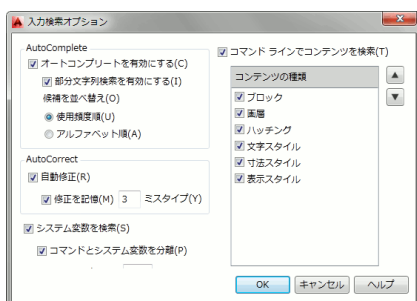 入力検索オプション
AutoComplete
オートコンプリートを有効にする(C)
部分文字列検索を有効にする(I)
候補を並べ替え(O)
使用頻度順(U)
アルファベット順(A)
AutoCorrect
自動修正(R)
修正を記憶(M) 3 ミスタイプ(Y)
システム変数を検索(S)
コマンドとシステム変数を分離(P)
コマンド ラインでコンテンツを検索(T)
コンテンツの種類
ブロック
画層
ハッチング
文字スタイル
寸法スタイル
表示スタイル
OK キャンセル ヘルプ